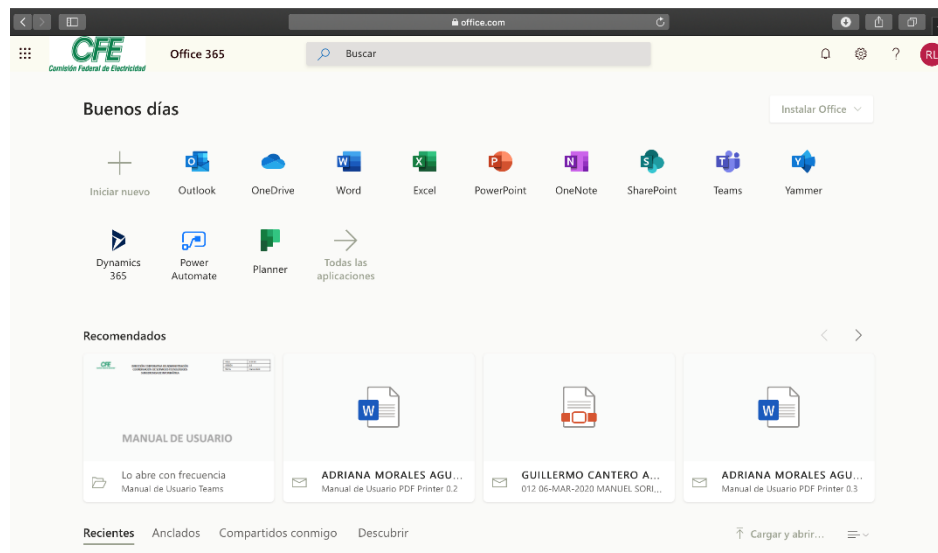 office.com
CFE
Comisión Federal de Electricidad
Office 365
Buscar
?
RL
Buenos días
Instalar Office
Iniciar nuevo
Outlook
OneDrive
Word
Excel
PowerPoint
OneNote
SharePoint
Teams
Yammer
Dynamics
365
Power
Automate
Planner
Todas las
aplicaciones
Recomendados
CFE
MANUAL DE USUARIO
Lo abre con frecuencia
Manual de Usuario Teams
ADRIANA MORALES AGU...
Manual de Usuario PDF Printer 0.2
GUILLERMO CANTERO A...
012 06-MAR-2020 MANUEL SORI...
ADRIANA MORALES AGU...
Manual de Usuario PDF Printer 0.3
Recientes Anclados Compartidos conmigo Descubrir
Cargar y abrir...